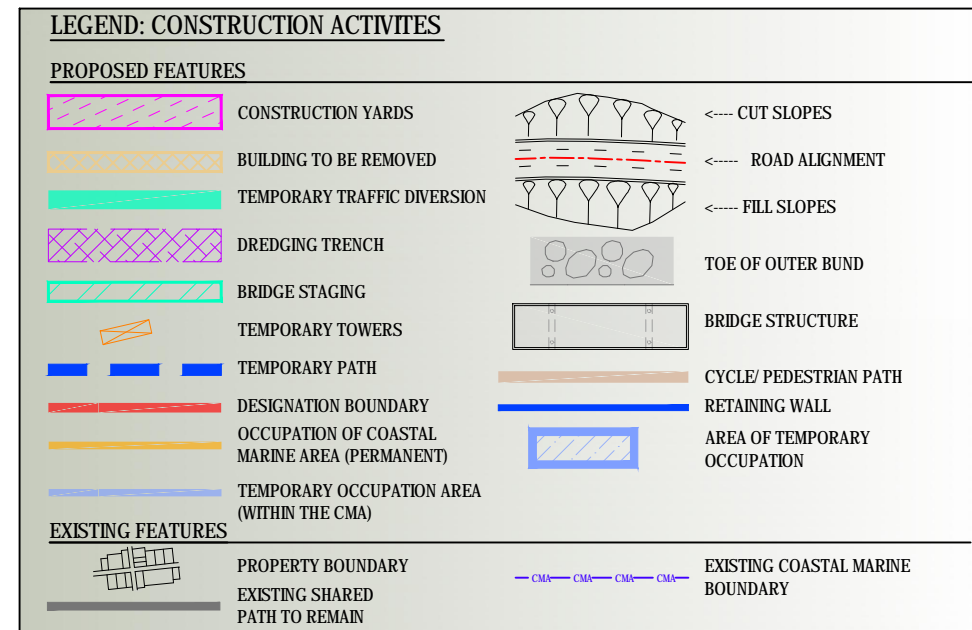 LEGEND: CONSTRUCTION ACTIVITES
PROPOSED FEATURES
CONSTRUCTION YARDS
BUILDING TO BE REMOVED
TEMPORARY TRAFFIC DIVERSION
DREDGING TRENCH
BRIDGE STAGING
TEMPORARY TOWERS
TEMPORARY PATH
DESIGNATION BOUNDARY
OCCUPATION OF COASTAL
MARINE AREA (PERMANENT)
TEMPORARY OCCUPATION AREA
(WITHIN THE CMA)
<---- CUT SLOPES
<----- ROAD ALIGNMENT
<----- FILL SLOPES
TOE OF OUTER BUND
BRIDGE STRUCTURE
CYCLE/ PEDESTRIAN PATH
RETAINING WALL
AREA OF TEMPORARY
OCCUPATION
EXISTING FEATURES
PROPERTY BOUNDARY
EXISTING SHARED
PATH TO REMAIN
CMA CMA CMA CMA
EXISTING COASTAL MARINE
BOUNDARY